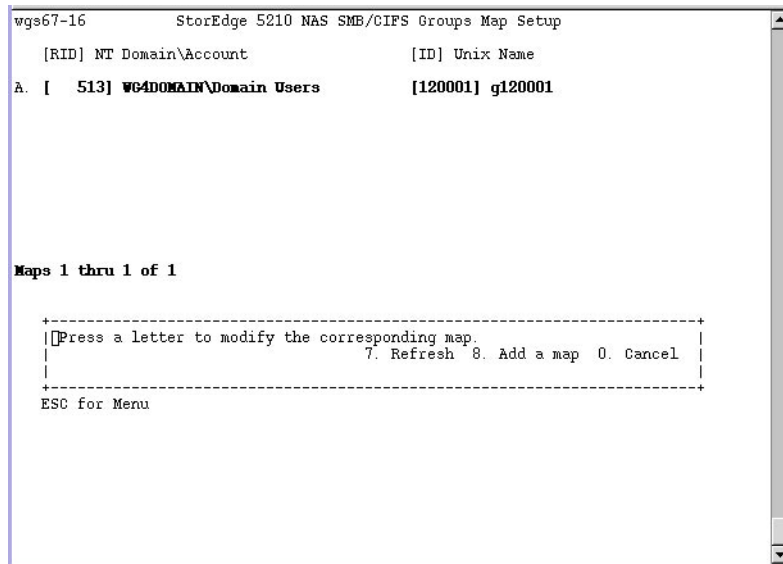 wgs67-16 StorEdge 5210 NAS SMB/CIFS Groups Map Setup
[RID] NT Domain\Account [ID] Unix Name
A. [ 513] WG4DOMAIN\Domain Users [120001] g120001
Maps 1 thru 1 of 1
Press a letter to modify the corresponding map.
7. Refresh 8. Add a map 0. Cancel
ESC for Menu